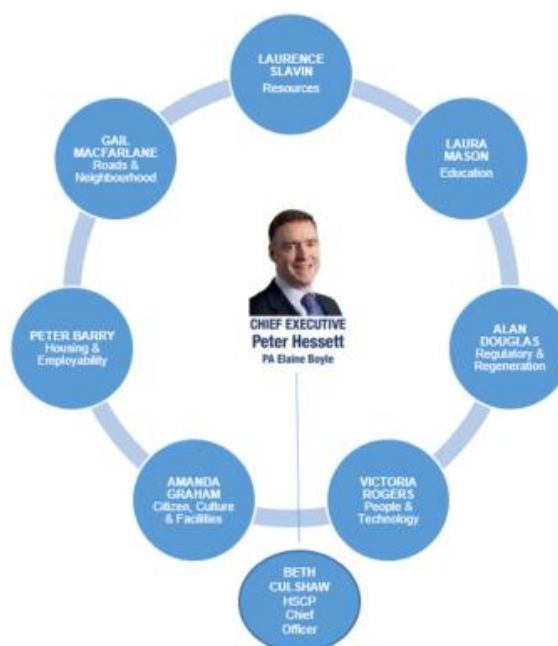 LAURENCE
SLAVIN
Resources
GAIL
MACFARLANE
Roads &
Neighbourhood
LAURA
MASON
Education
CHIEF EXECUTIVE
Peter Hessett
PA Elaine Boyle
PETER BARRY
Housing &
Employability
ALAN
DOUGLAS
Regulatory &
Regeneration
AMANDA
GRAHAM
Citizen, Culture
& Facilities
VICTORIA
ROGERS
People &
Technology
BETH
CULSHAW
HSCP
Chief
Officer